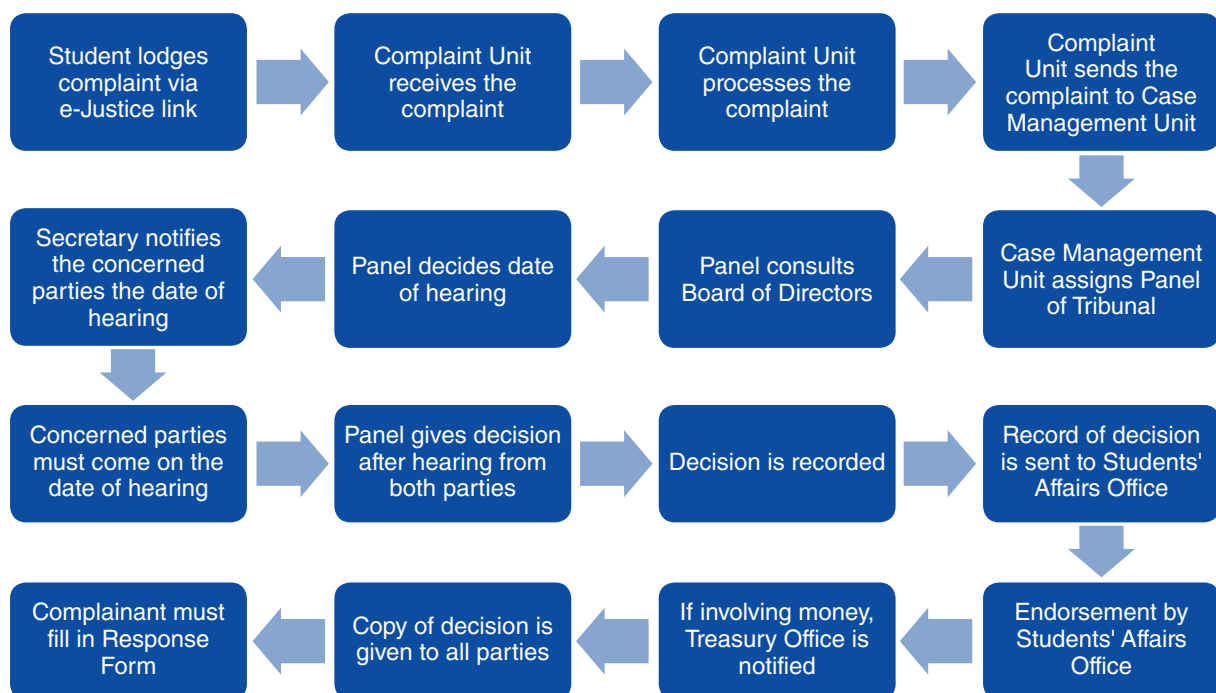 Student lodges
complaint via
e-Justice link
Complaint Unit
receives the
complaint
Complaint Unit
processes the
complaint
Complaint
Unit sends the
complaint to Case
Management Unit
Case Management
Unit assigns Panel
of Tribunal
Panel consults
Board of Directors
Panel decides date
of hearing
Secretary notifies
the concerned
parties the date of
hearing
Concerned parties
must come on the
date of hearing
Panel gives decision
after hearing from
both parties
Decision is recorded
Record of decision
is sent to Students'
Affairs Office
Endorsement by
Students' Affairs
Office
If involving money,
Treasury Office is
notified
Copy of decision is
given to all parties
Complainant must
fill in Response
Form